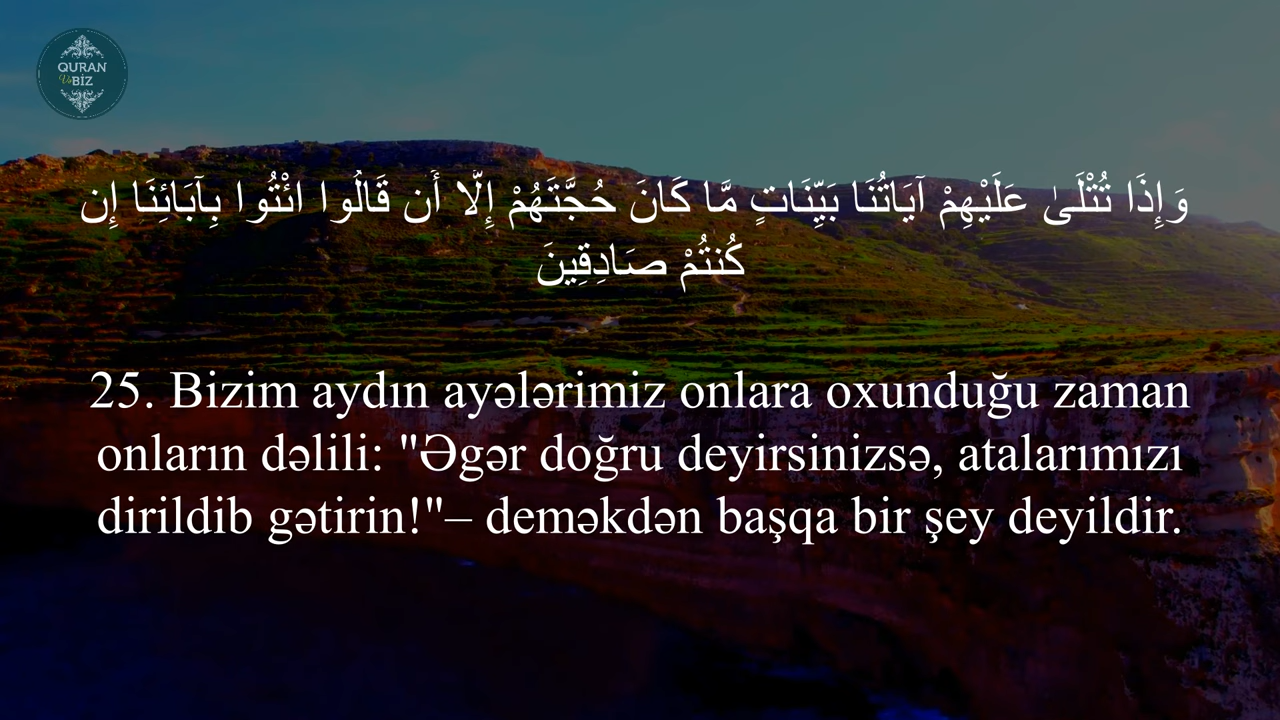 QURAN
Və BİZ
وَإِذَا تُتْلَىٰ عَلَيْهِمْ آيَاتُنَا بَيِّنَاتٍ مَّا كَانَ حُجَّتَهُمْ إِلَّا أَن قَالُوا ائْتُوا بِآبَائِنَا إِن
كُنتُمْ صَادِقِينَ
25. Bizim aydın ayələrimiz onlara oxunduğu zaman
onların dəlili: "Əgər doğru deyirsinizsə, atalarımızı
dirildib gətirin!"– deməkdən başqa bir şey deyildir.